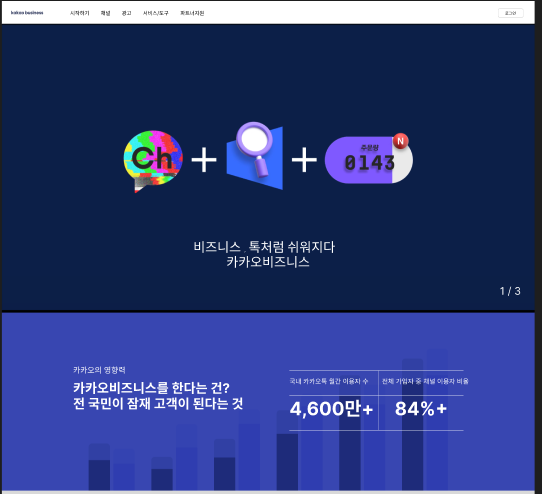 kakao business
시작하기 채널 광고 서비스/도구 파트너지원
로그인
Ch
주문량
0143
N
비즈니스, 톡처럼 쉬워지다
카카오비즈니스
1 / 3
카카오의 영향력
카카오비즈니스를 한다는 건?
전 국민이 잠재 고객이 된다는 것
국내 카카오톡 월간 이용자 수
4,600만+
전체 가입자 중 채널 이용자 비율
84%+